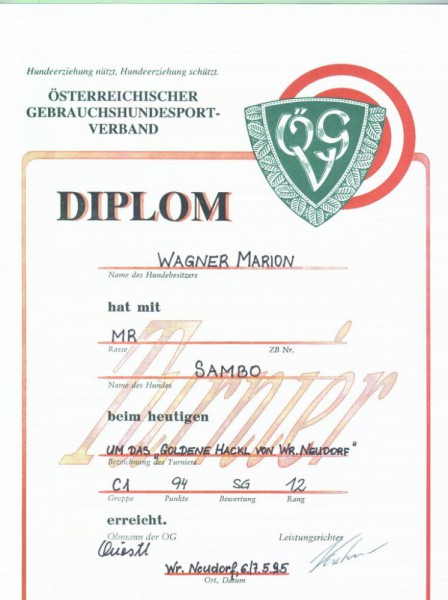 Hundeerziehung nützt, Hundeerziehung schützt.
ÖSTERREICHISCHER
GEBRAUCHSHUNDESPORT-
VERBAND
ÖGV
DIPLOM
WAGNER MARION
Name des Hundebesitzers
hat mit
MR
Rasse ZB Nr.
SAMBO
Name des Hundes
Turnier
beim heutigen
UM DAS „GOLDENE HACKL VON WR. NEUDORF"
Bezeichnung des Turniers
C1 94 SG 12
Gruppe Punkte Bewertung Rang
erreicht.
Obmann der OG Leistungsrichter
Wr. Neudorf, 6./7.5.95
Ort, Datum